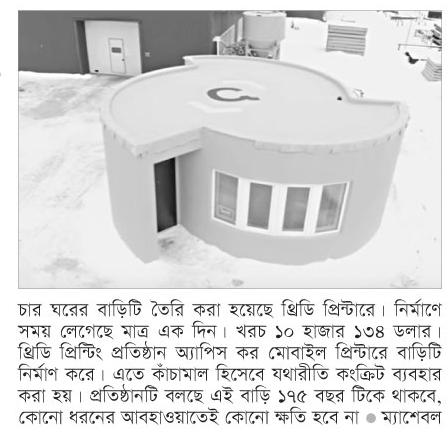 চার ঘরের বাড়িটি তৈরি করা হয়েছে থ্রিডি প্রিন্টারে। নির্মাণে
সময় লেগেছে মাত্র এক দিন। খরচ ১০ হাজার ১৩৪ ডলার।
থ্রিডি প্রিন্টিং প্রতিষ্ঠান অ্যাপিস কর মোবাইল প্রিন্টারে বাড়িটি
নির্মাণ করে। এতে কাঁচামাল হিসেবে যথারীতি কংক্রিট ব্যবহার
করা হয়। প্রতিষ্ঠানটি বলছে এই বাড়ি ১৭৫ বছর টিকে থাকবে,
কোনো ধরনের আবহাওয়াতেই কোনো ক্ষতি হবে না ● ম্যাশেবল